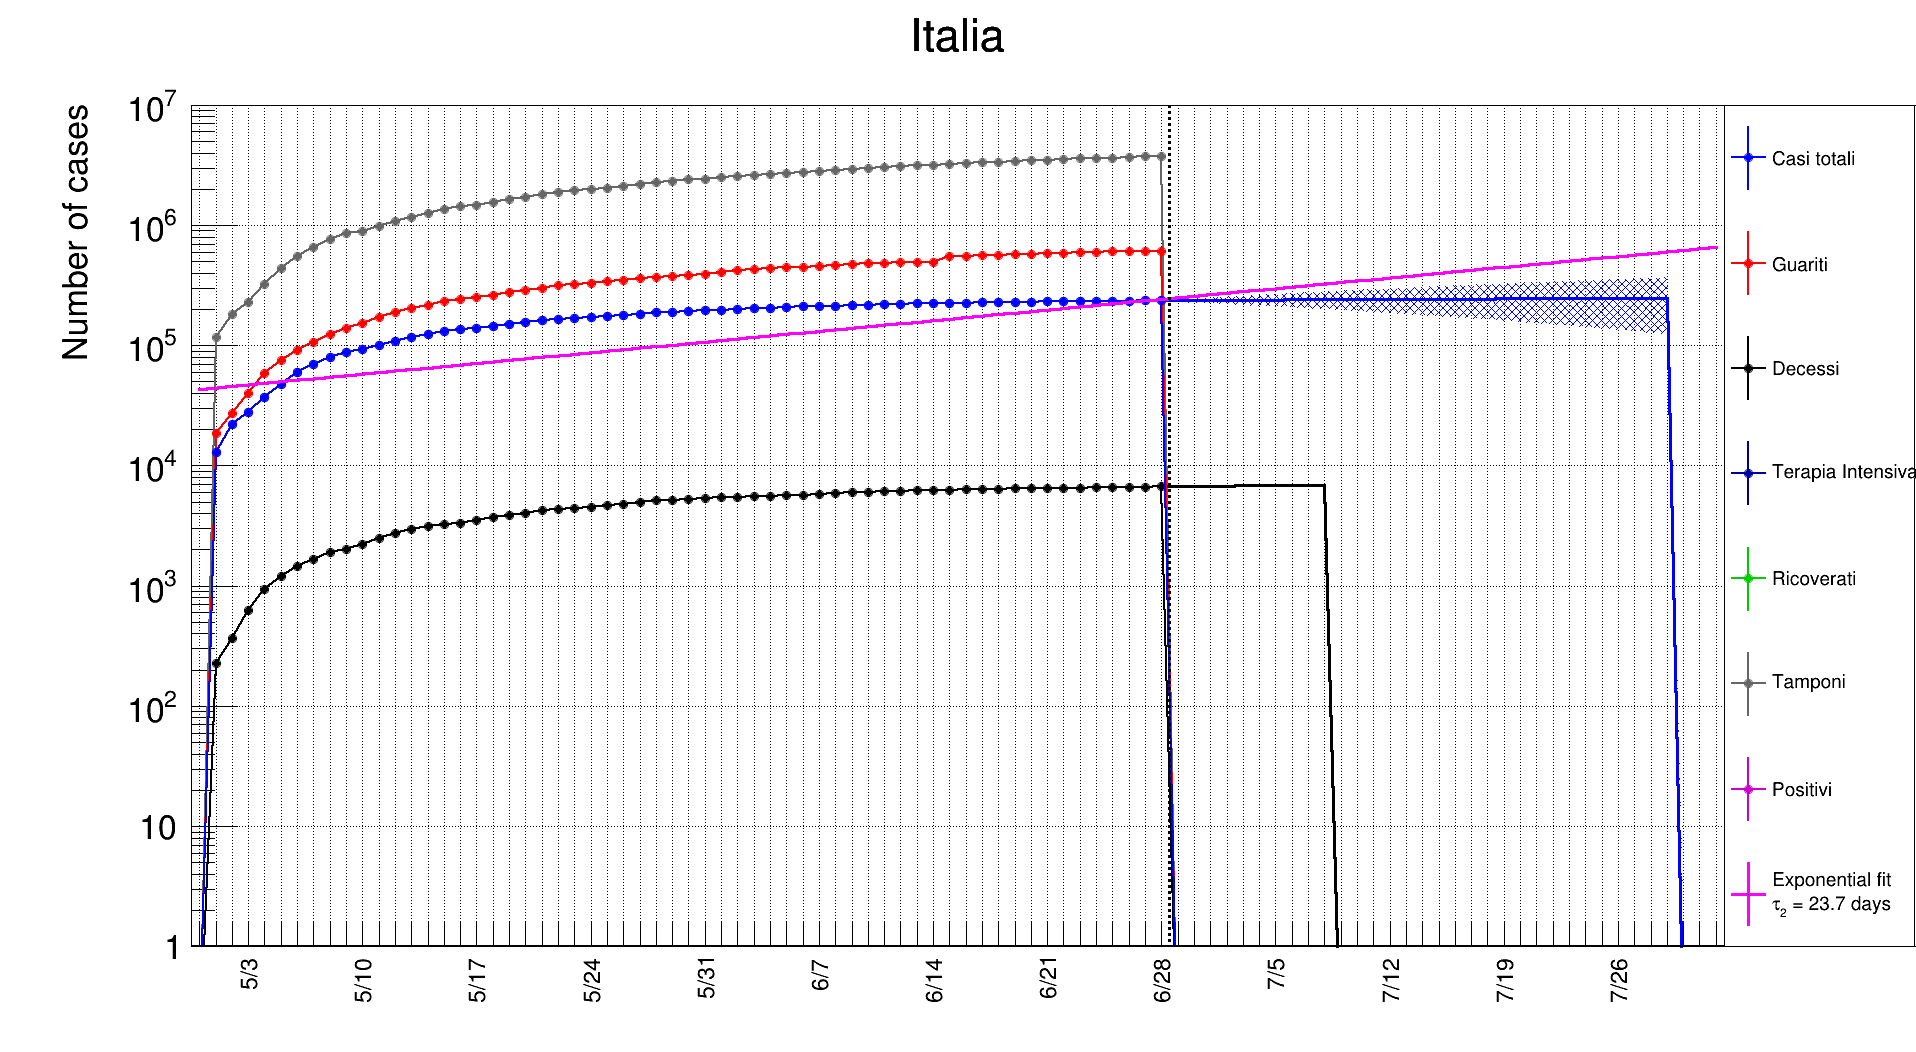 Italia
Number of cases
10^7
10^6
10^5
10^4
10^3
10^2
10
1
5/3
5/10
5/17
5/24
5/31
6/7
6/14
6/21
6/28
7/5
7/12
7/19
7/26
Casi totali
Guariti
Decessi
Terapia Intensiva
Ricoverati
Tamponi
Positivi
Exponential fit
τ₂ = 23.7 days